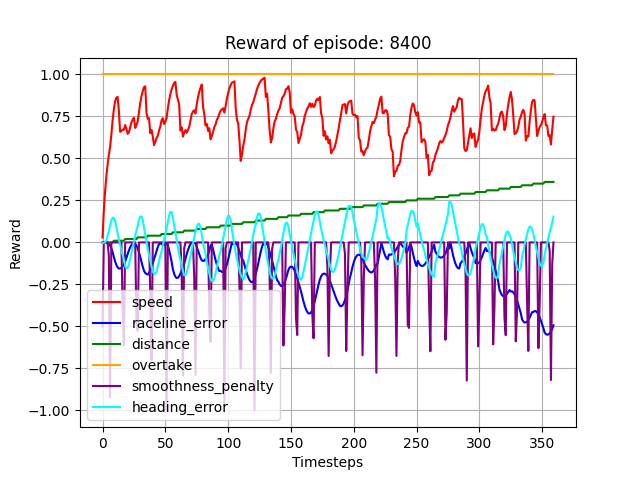 Reward of episode: 8400
1.00
0.75
0.50
0.25
0.00
−0.25
−0.50
−0.75
−1.00
Reward
speed
raceline_error
distance
overtake
smoothness_penalty
heading_error
0 50 100 150 200 250 300 350
Timesteps